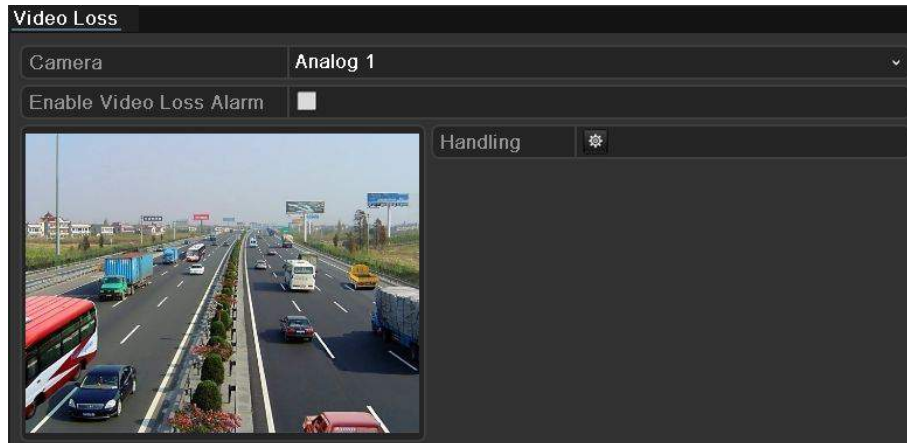 Video Loss
Camera
Analog 1
Enable Video Loss Alarm
Handling